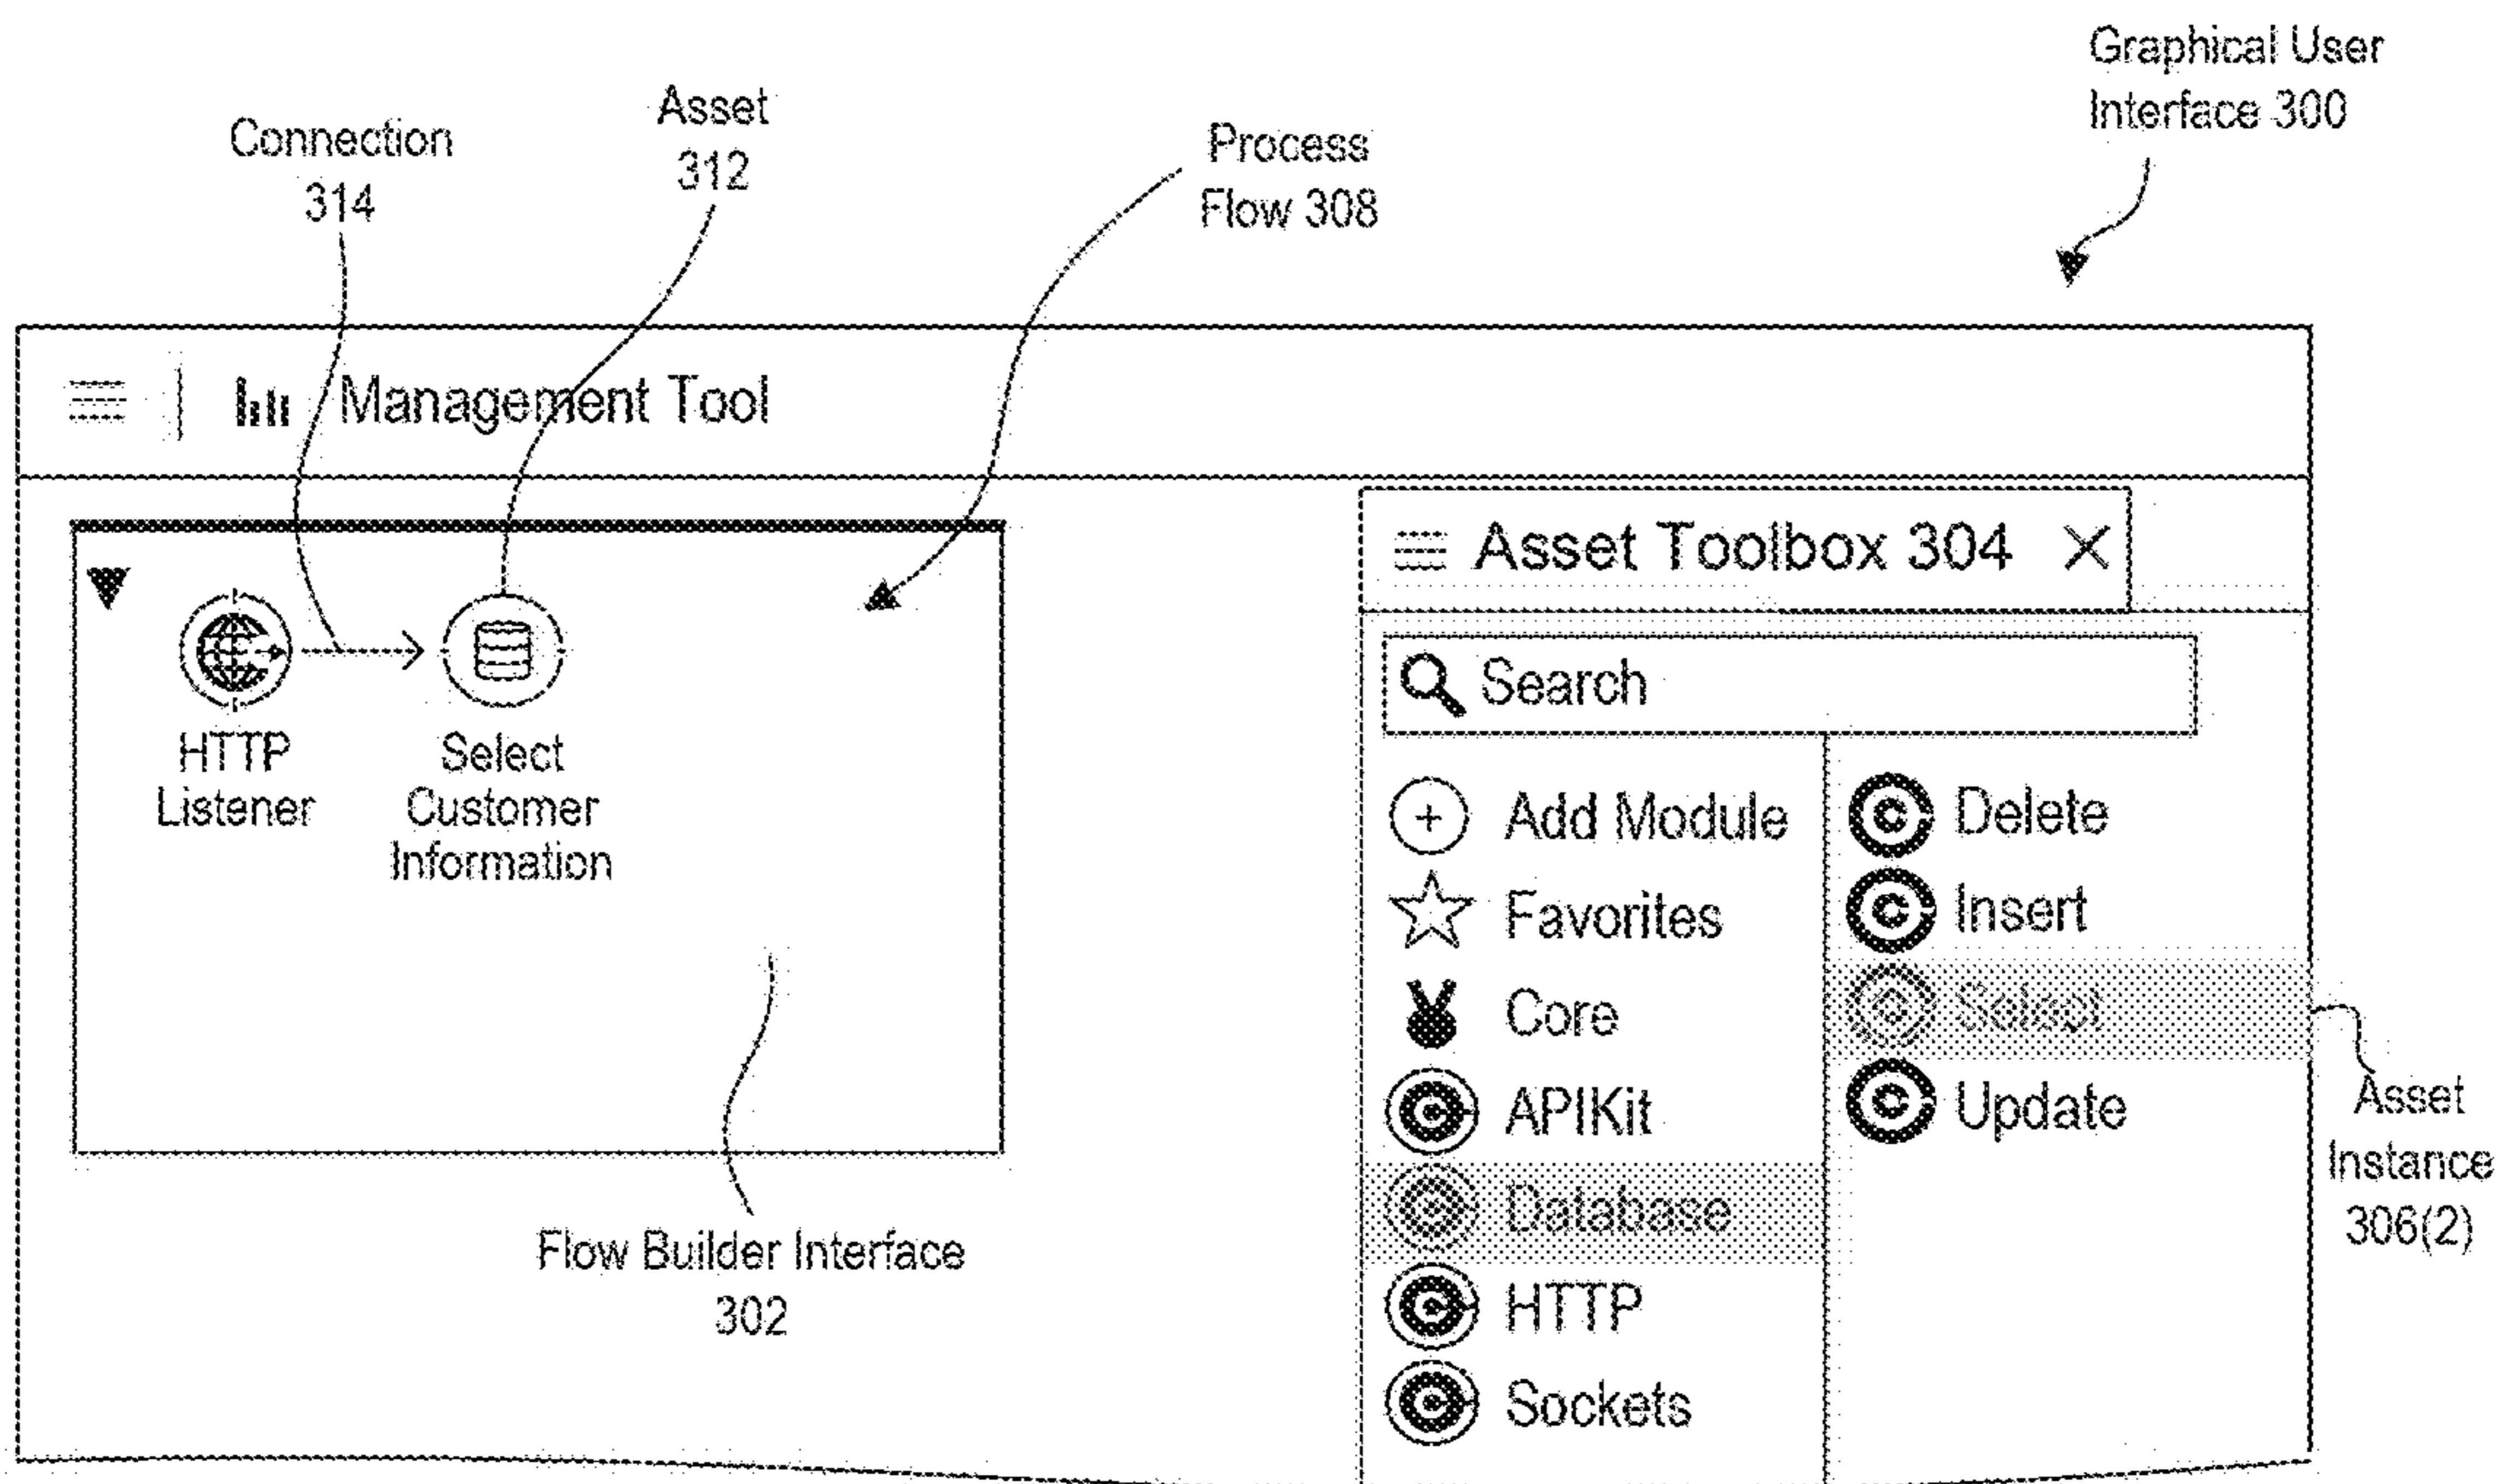 Graphical User
Interface 300
Connection
314
Asset
312
Process
Flow 308
Management Tool
HTTP
Listener
Select
Customer
Information
Flow Builder Interface
302
Asset Toolbox 304
Search
Add Module
Favorites
Core
APIKit
Database
HTTP
Sockets
Delete
Insert
Select
Update
Asset
Instance
306(2)